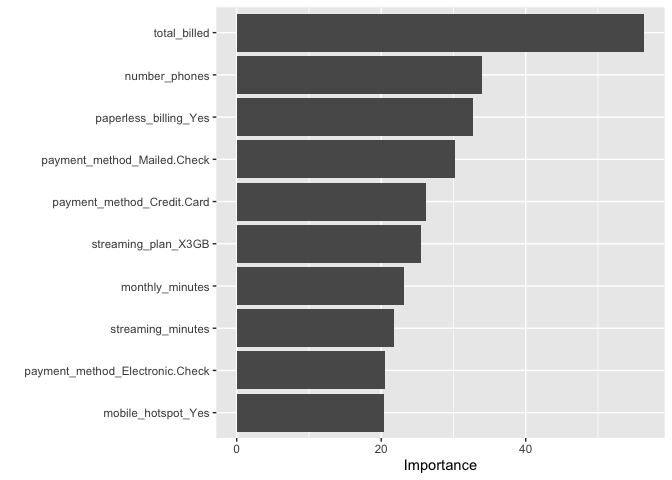 total_billed
number_phones
paperless_billing_Yes
payment_method_Mailed.Check
payment_method_Credit.Card
streaming_plan_X3GB
monthly_minutes
streaming_minutes
payment_method_Electronic.Check
mobile_hotspot_Yes
0 20 40
Importance